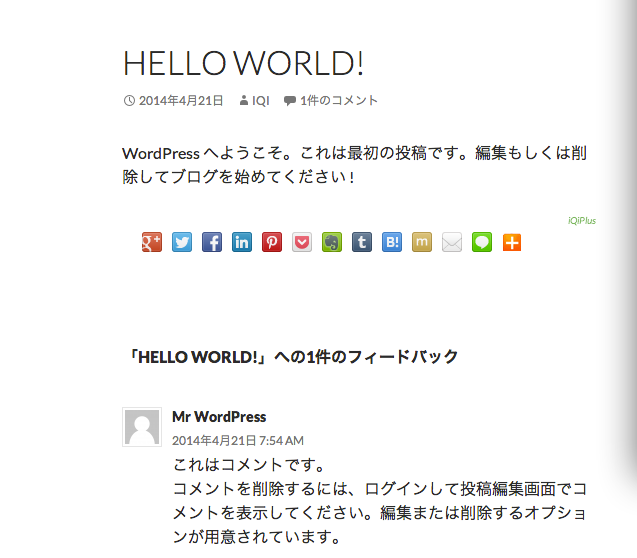 HELLO WORLD!
2014年4月21日 IQI 1件のコメント
WordPress へようこそ。これは最初の投稿です。編集もしくは削
除してブログを始めてください !
iQiPlus
g+ f in t B! m
「HELLO WORLD!」への1件のフィードバック
Mr WordPress
2014年4月21日 7:54 AM
これはコメントです。
コメントを削除するには、ログインして投稿編集画面でコ
メントを表示してください。編集または削除するオプショ
ンが用意されています。